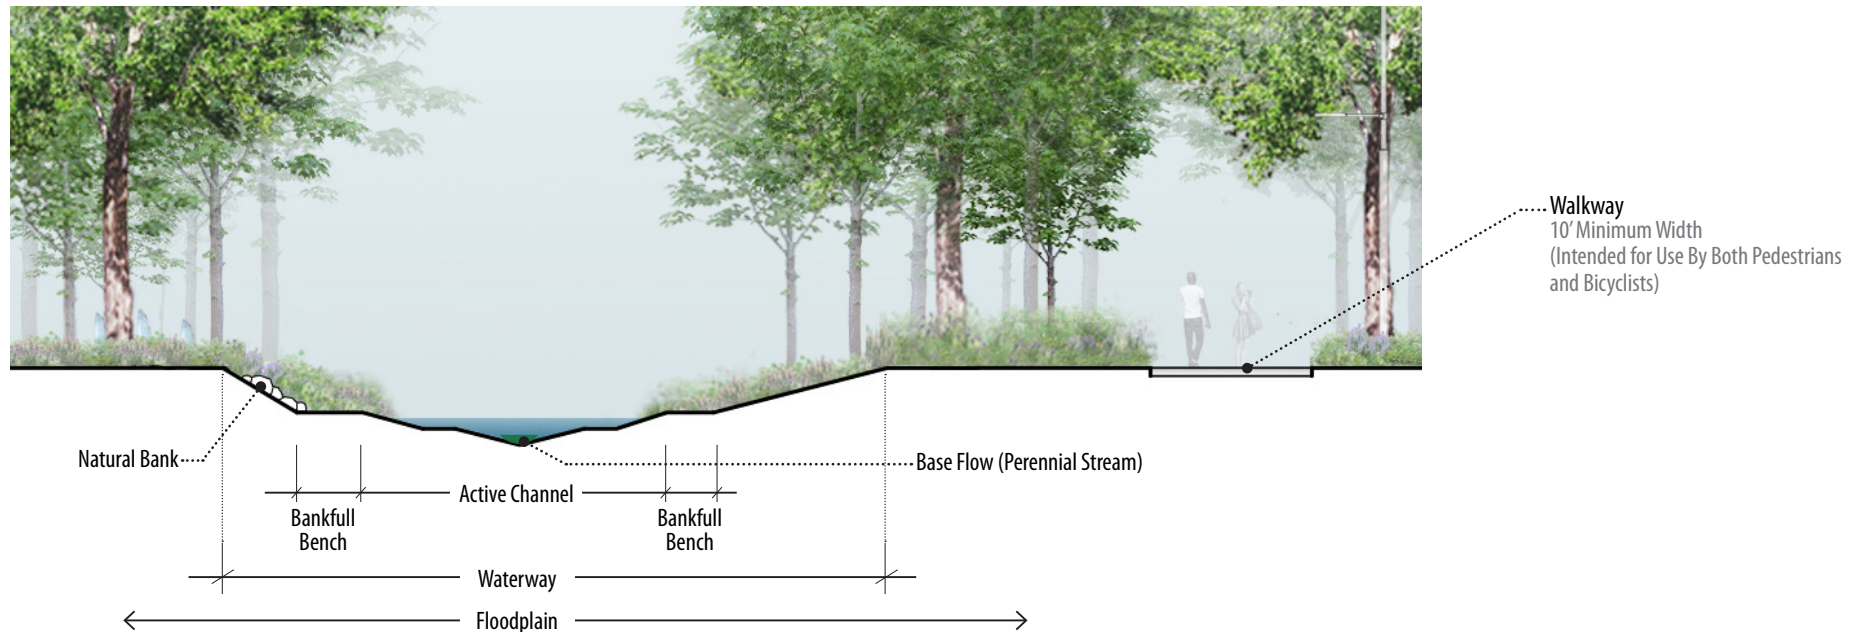 Walkway
10' Minimum Width
(Intended for Use By Both Pedestrians
and Bicyclists)
Natural Bank
Base Flow (Perennial Stream)
Active Channel
Bankfull
Bench
Bankfull
Bench
Waterway
Floodplain